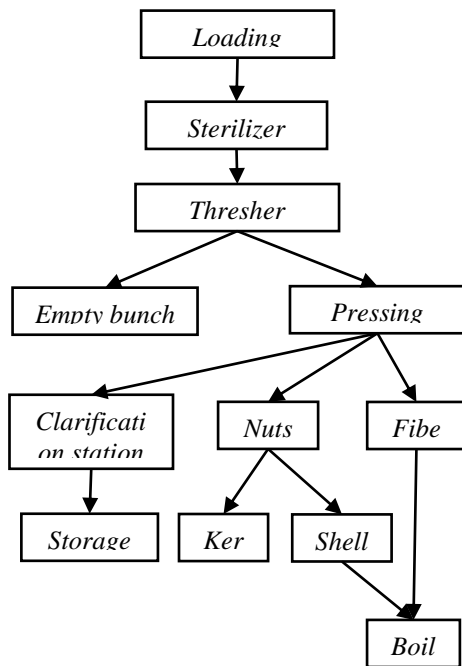 Loading
Sterilizer
Thresher
Empty bunch
Pressing
Clarificati
on station
Nuts
Fibe
Storage
Ker
Shell
Boil